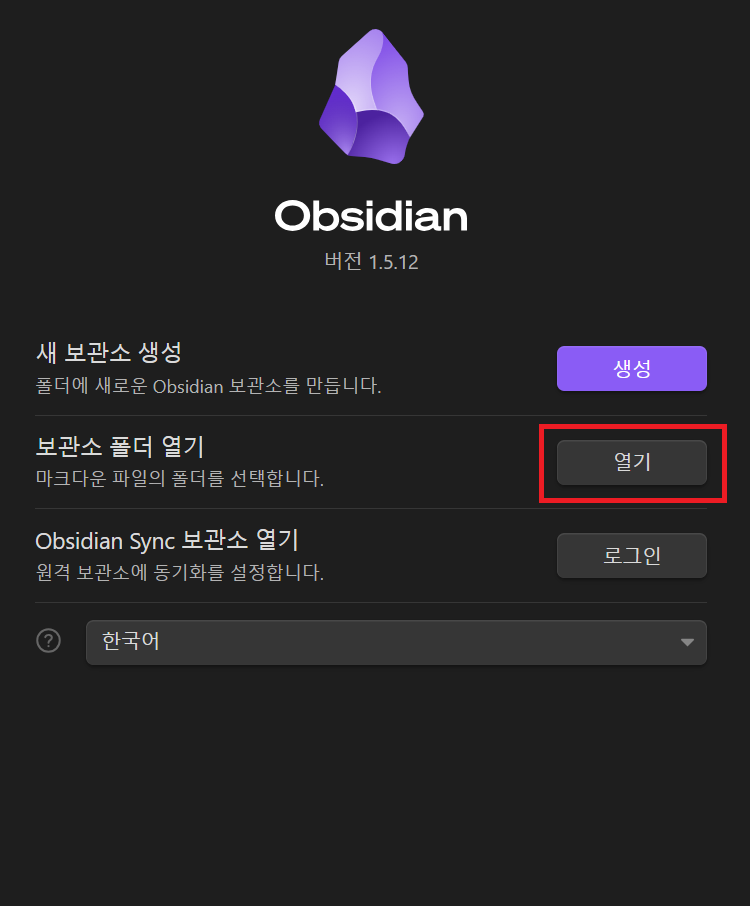 Obsidian
버전 1.5.12
새 보관소 생성
폴더에 새로운 Obsidian 보관소를 만듭니다.
생성
보관소 폴더 열기
마크다운 파일의 폴더를 선택합니다.
열기
Obsidian Sync 보관소 열기
원격 보관소에 동기화를 설정합니다.
로그인
?
한국어